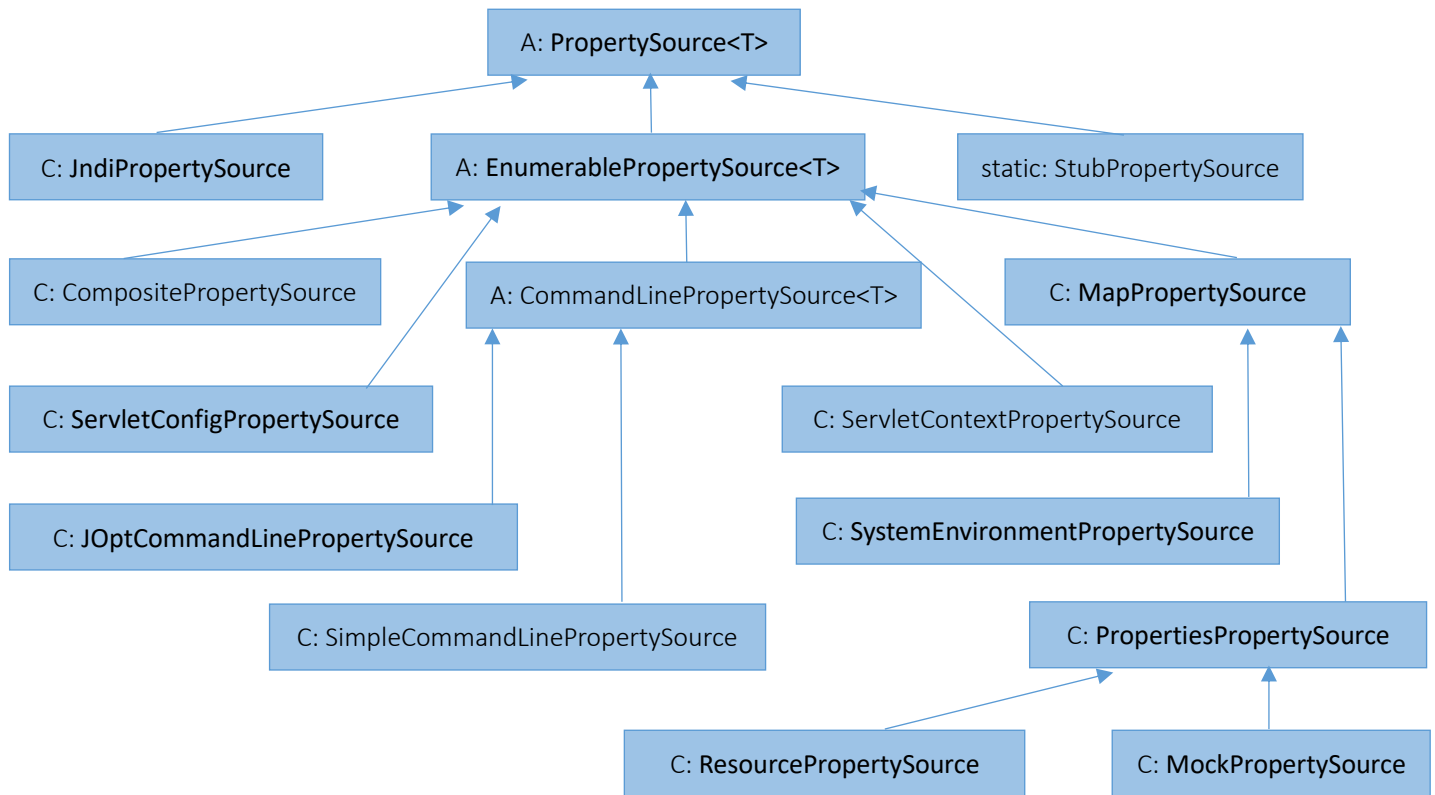 A: PropertySource<T>
C: JndiPropertySource
A: EnumerablePropertySource<T>
static: StubPropertySource
C: CompositePropertySource
A: CommandLinePropertySource<T>
C: MapPropertySource
C: ServletConfigPropertySource
C: ServletContextPropertySource
C: JOptCommandLinePropertySource
C: SystemEnvironmentPropertySource
C: SimpleCommandLinePropertySource
C: PropertiesPropertySource
C: ResourcePropertySource
C: MockPropertySource